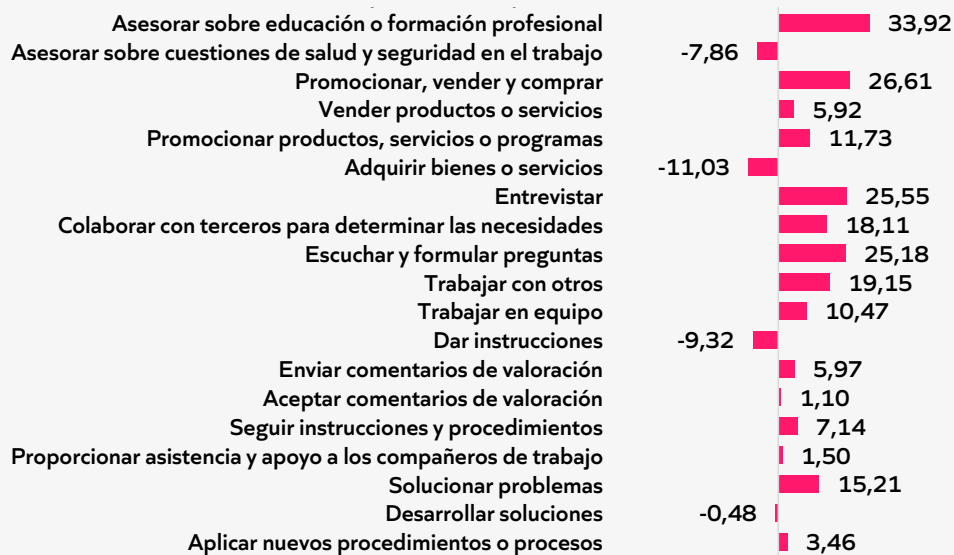 Asesorar sobre educación o formación profesional 33,92
Asesorar sobre cuestiones de salud y seguridad en el trabajo -7,86
Promocionar, vender y comprar 26,61
Vender productos o servicios 5,92
Promocionar productos, servicios o programas 11,73
Adquirir bienes o servicios -11,03
Entrevistar 25,55
Colaborar con terceros para determinar las necesidades 18,11
Escuchar y formular preguntas 25,18
Trabajar con otros 19,15
Trabajar en equipo 10,47
Dar instrucciones -9,32
Enviar comentarios de valoración 5,97
Aceptar comentarios de valoración 1,10
Seguir instrucciones y procedimientos 7,14
Proporcionar asistencia y apoyo a los compañeros de trabajo 1,50
Solucionar problemas 15,21
Desarrollar soluciones -0,48
Aplicar nuevos procedimientos o procesos 3,46